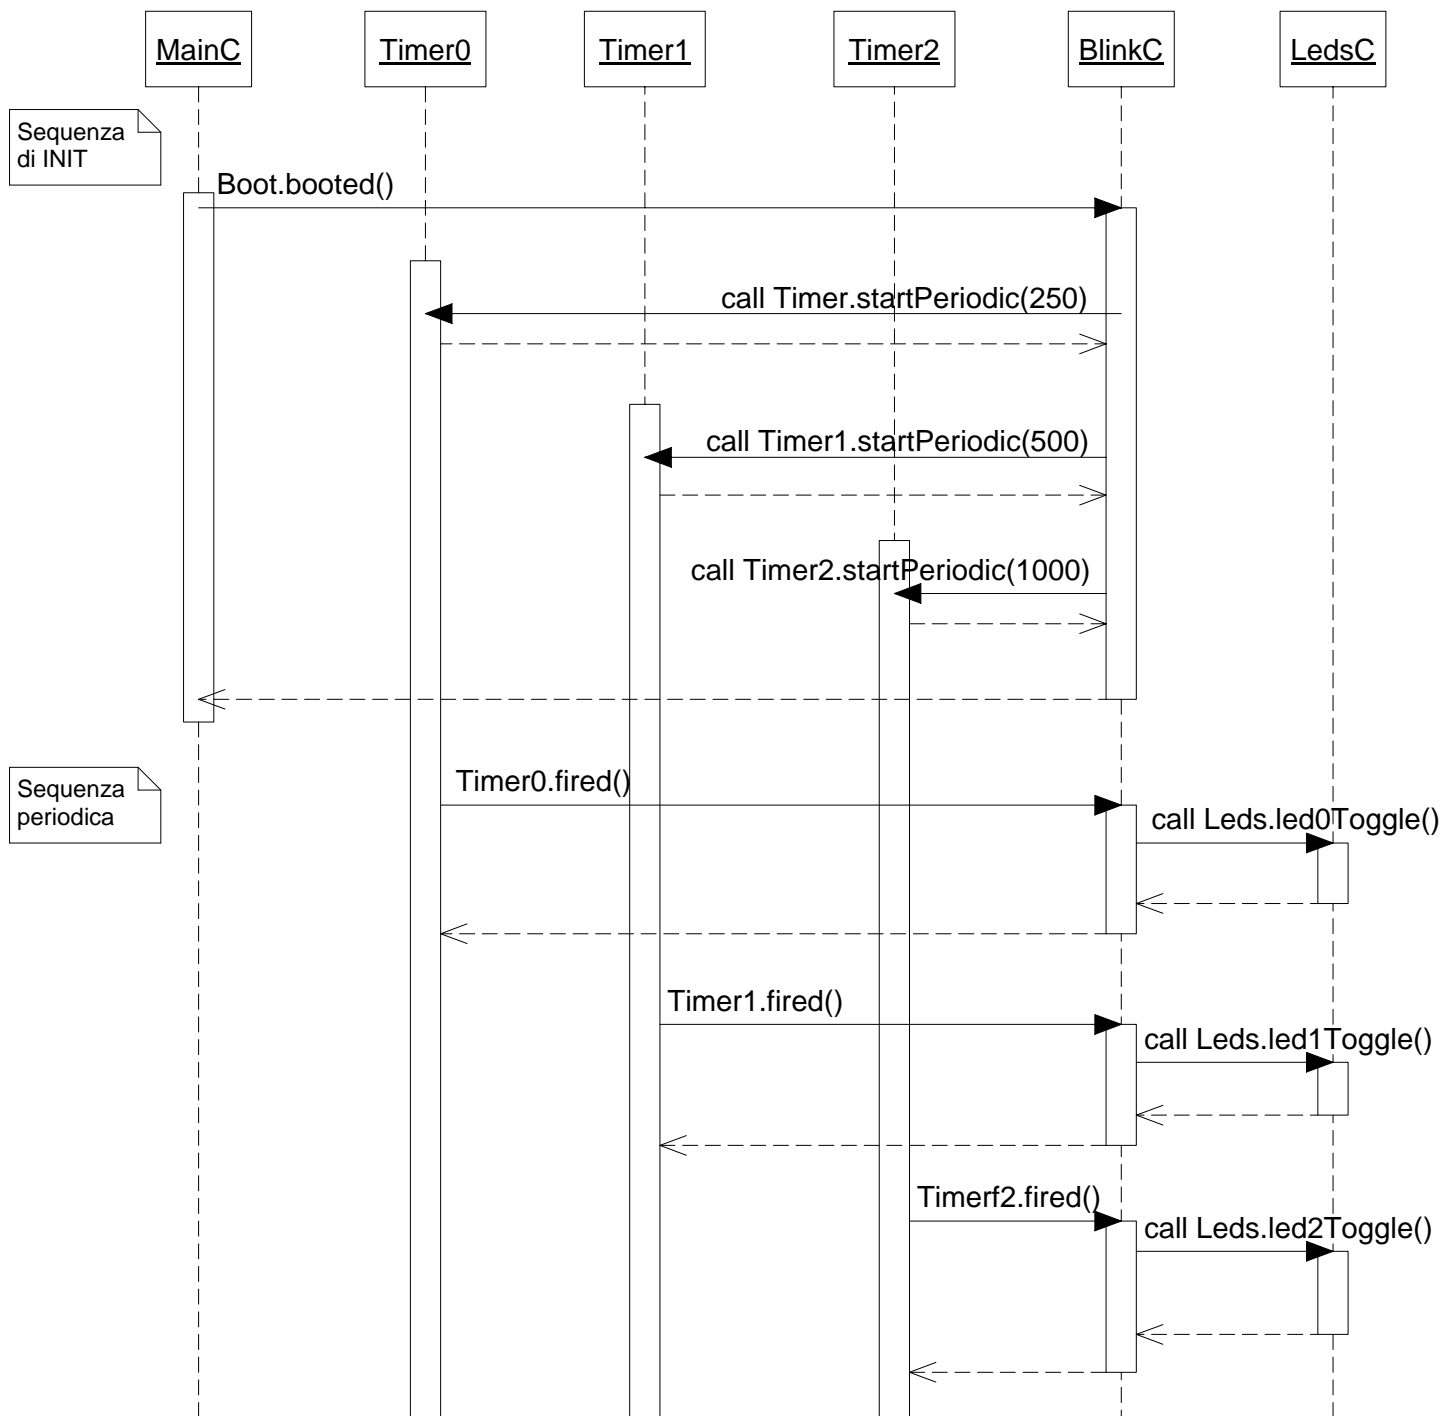 MainC
Timer0
Timer1
Timer2
BlinkC
LedsC
Sequenza
di INIT
Boot.booted()
call Timer.startPeriodic(250)
call Timer1.startPeriodic(500)
call Timer2.startPeriodic(1000)
Sequenza
periodica
Timer0.fired()
call Leds.led0Toggle()
Timer1.fired()
call Leds.led1Toggle()
Timerf2.fired()
call Leds.led2Toggle()